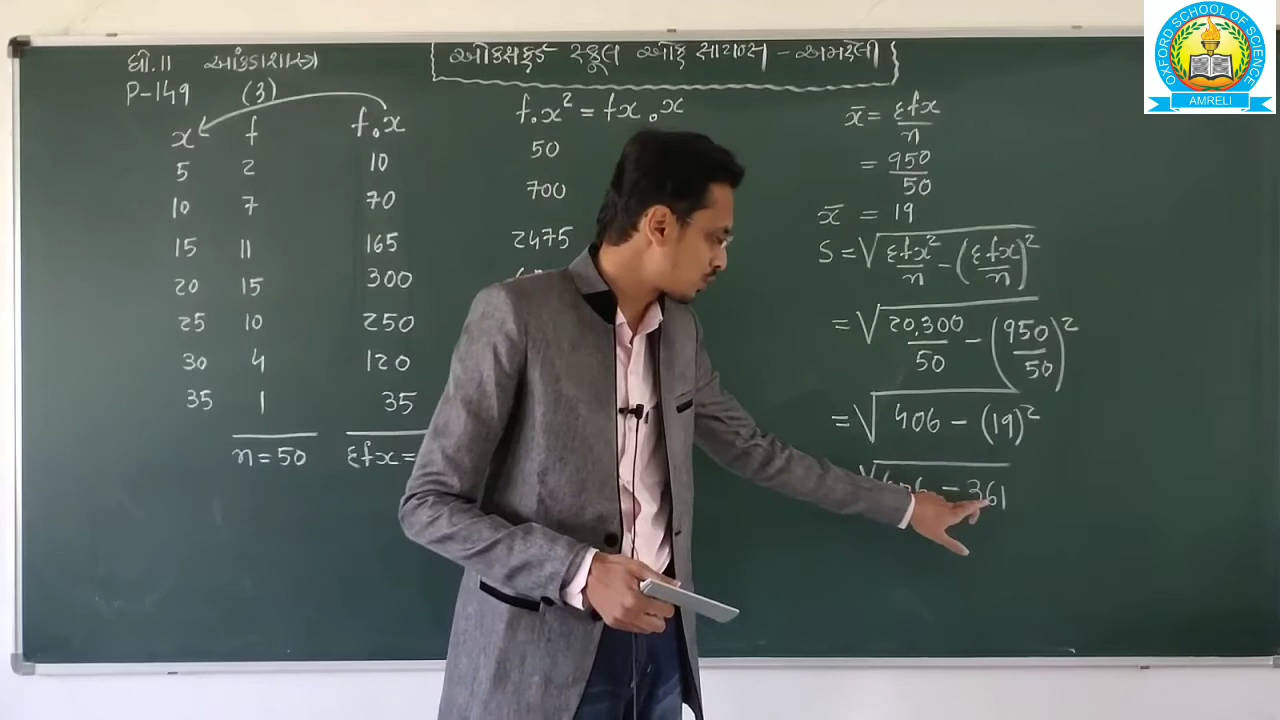 ઓક્સફર્ડ સ્કૂલ ઓફ સાયન્સ - અમરેલી
ધો.11 આંકડાશાસ્ત્ર
P-149 (3)
x f f.x f.x² = fx.x
5 2 10 50
10 7 70 700
15 11 165 2475
20 15 300
25 10 250
30 4 120
35 1 35
n=50 Σfx=
x̄ = Σfx/n
= 950/50
x̄ = 19
S = √(Σfx²/n - (Σfx/n)²)
= √(20,300/50 - (950/50)²)
= √(406 - (19)²)
√ - 361
OXFORD SCHOOL OF SCIENCE
AMRELI